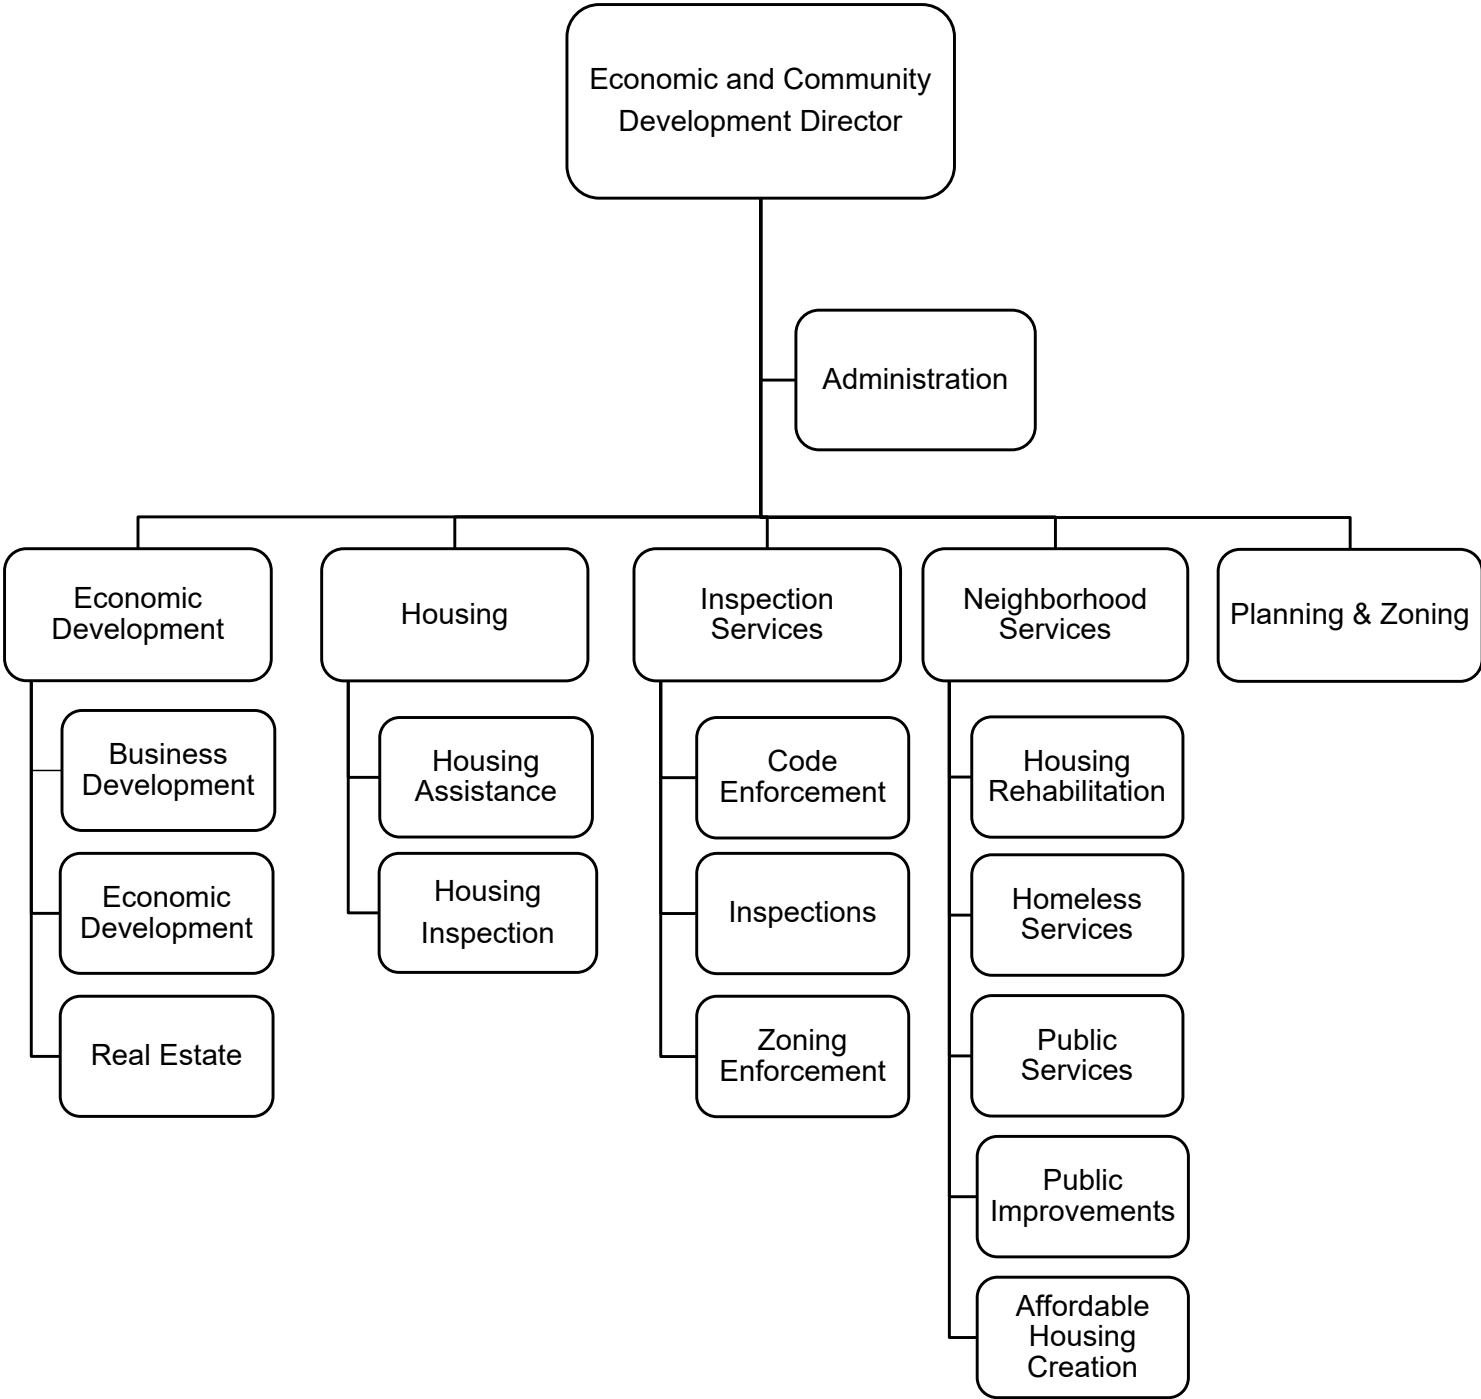 Economic and Community
Development Director
Administration
Economic
Development
Housing
Inspection
Services
Neighborhood
Services
Planning & Zoning
Business
Development
Economic
Development
Real Estate
Housing
Assistance
Housing
Inspection
Code
Enforcement
Inspections
Zoning
Enforcement
Housing
Rehabilitation
Homeless
Services
Public
Services
Public
Improvements
Affordable
Housing
Creation